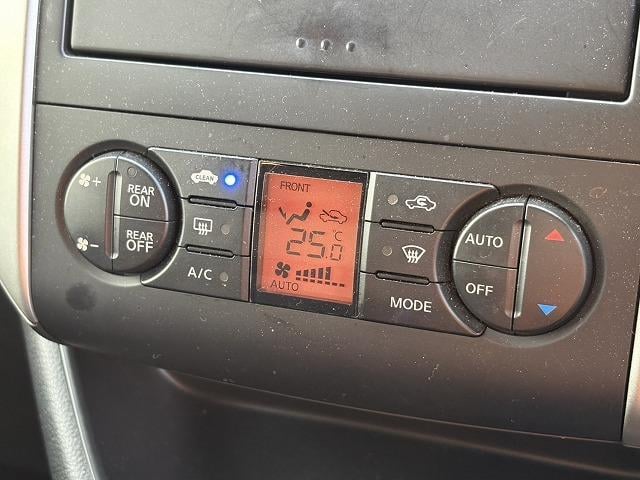 +
-
REAR
ON
REAR
OFF
CLEAN
A/C
FRONT
25.0 °C
AUTO
MODE
AUTO
OFF